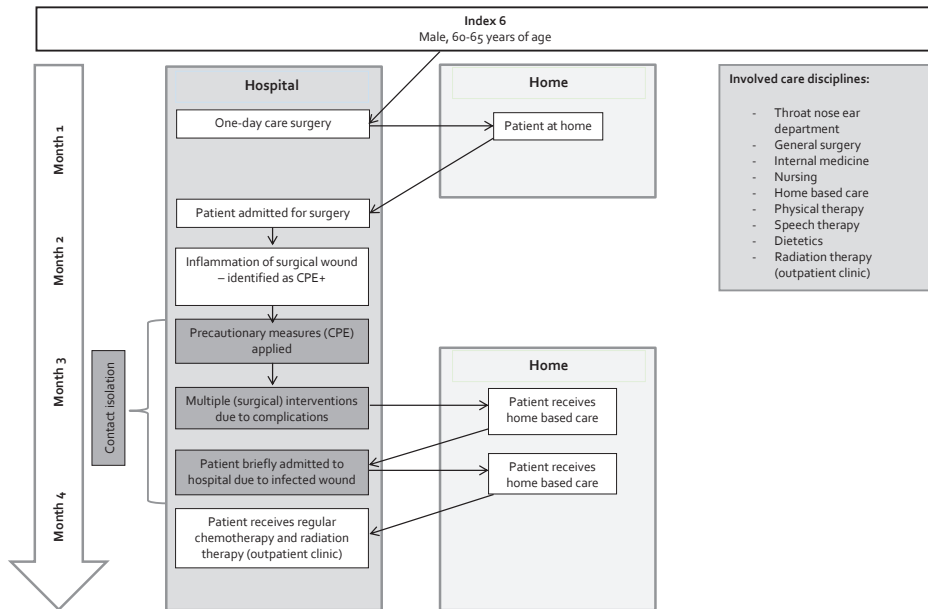 Index 6
Male, 60-65 years of age
Month 1
Month 2
Month 3
Month 4
Contact isolation
Hospital
One-day care surgery
Patient admitted for surgery
Inflammation of surgical wound
– identified as CPE+
Precautionary measures (CPE)
applied
Multiple (surgical) interventions
due to complications
Patient briefly admitted to
hospital due to infected wound
Patient receives regular
chemotherapy and radiation
therapy (outpatient clinic)
Home
Patient at home
Home
Patient receives
home based care
Patient receives
home based care
Involved care disciplines:
- Throat nose ear
department
- General surgery
- Internal medicine
- Nursing
- Home based care
- Physical therapy
- Speech therapy
- Dietetics
- Radiation therapy
(outpatient clinic)